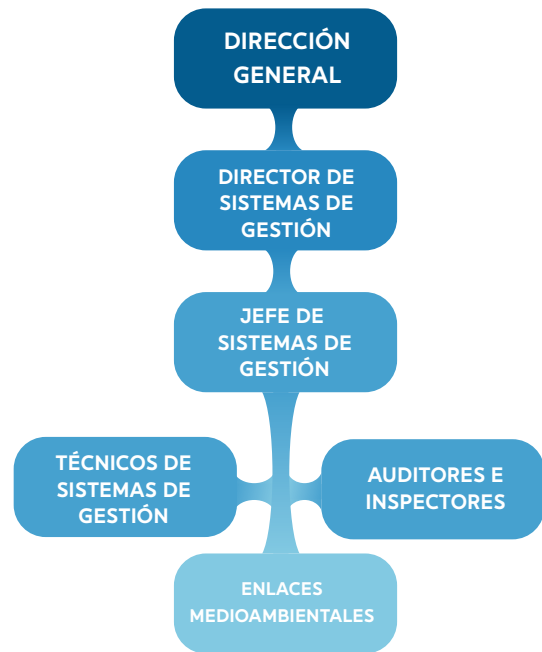 DIRECCIÓN
GENERAL
DIRECTOR DE
SISTEMAS DE
GESTIÓN
JEFE DE
SISTEMAS DE
GESTIÓN
TÉCNICOS DE
SISTEMAS DE
GESTIÓN
AUDITORES E
INSPECTORES
ENLACES
MEDIOAMBIENTALES